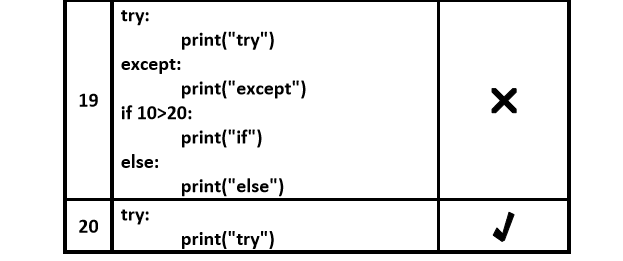 try:
print("try")
except:
print("except")
19
if 10>20:
print("if")
else:
print("else")
20
try:
print("try")